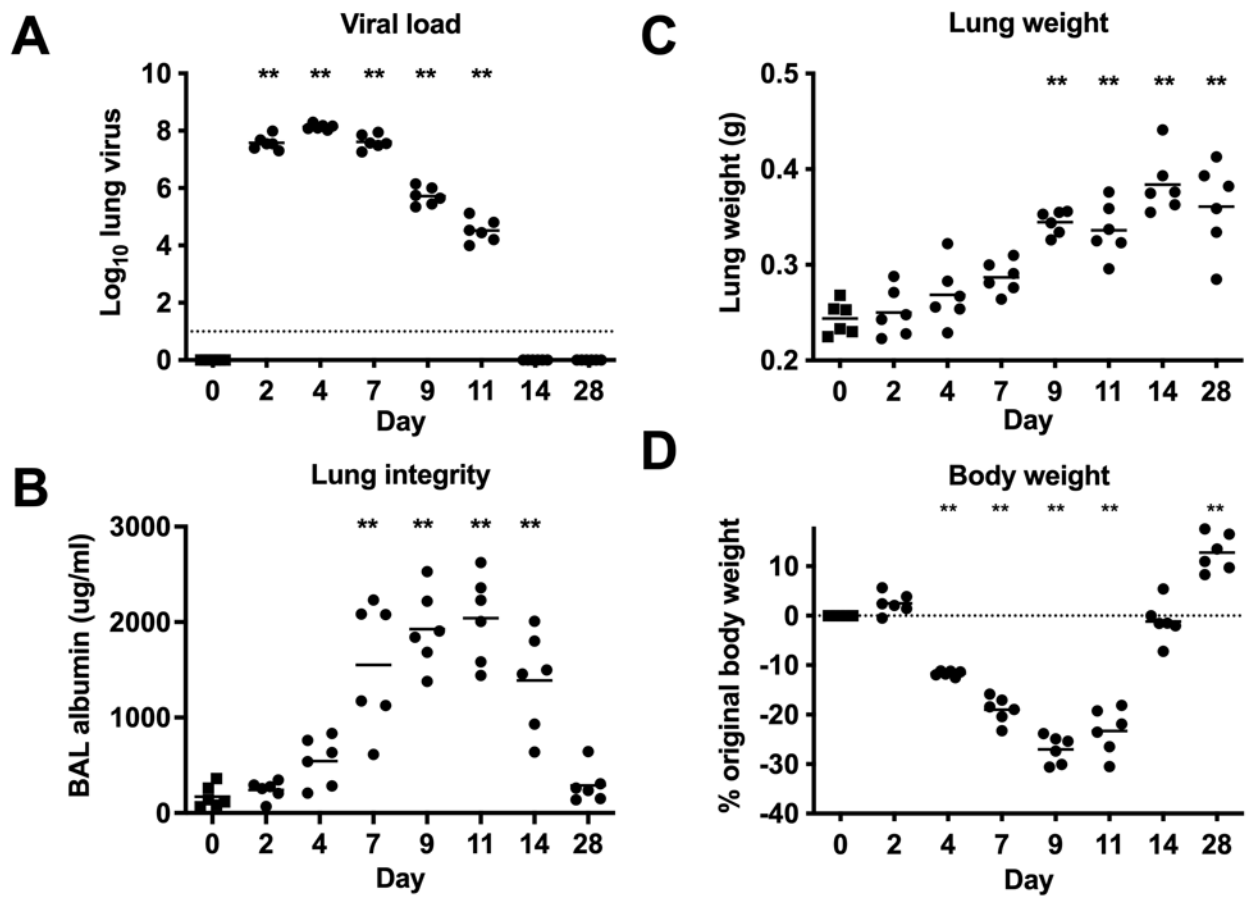 A
Viral load
** ** ** ** **
Log10 lung virus
10
8
6
4
2
0
0 2 4 7 9 11 14 28
Day
B
Lung integrity
** ** ** **
BAL albumin (ug/ml)
3000
2000
1000
0
0 2 4 7 9 11 14 28
Day
C
Lung weight
** ** ** **
Lung weight (g)
0.5
0.4
0.3
0.2
0 2 4 7 9 11 14 28
Day
D
Body weight
** ** ** ** **
% original body weight
10
0
-10
-20
-30
-40
0 2 4 7 9 11 14 28
Day